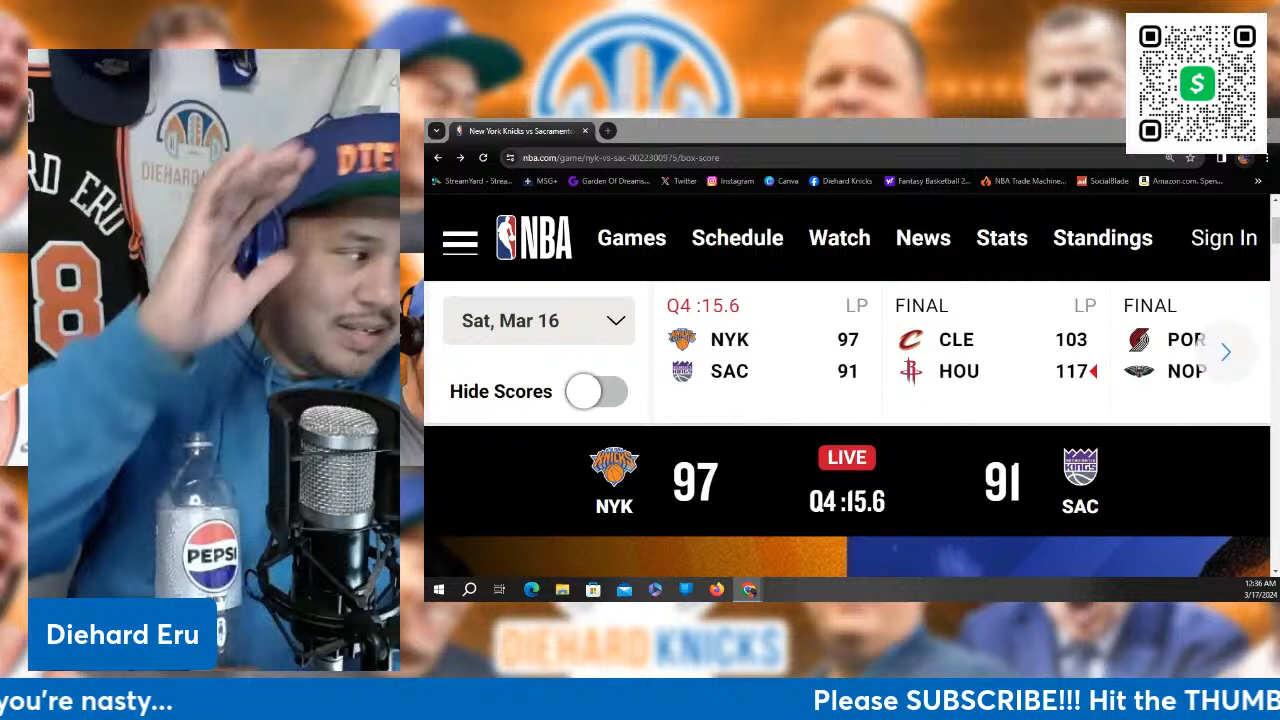 DIE
DIEHARD
RD ERU
8
PEPSI
Diehard Eru
$
New York Knicks vs Sacramento
nba.com/game/nyk-vs-sac-0022300975/box-score
StreamYard - Strea... MSG+ Garden Of Dreams... Twitter Instagram Canva Diehard Knicks Fantasy Basketball 2... NBA Trade Machine... SocialBlade Amazon.com. Spen... »
NBA Games Schedule Watch News Stats Standings Sign In
Sat, Mar 16
Hide Scores
Q4 :15.6 LP
NYK 97
SAC 91
FINAL LP
CLE 103
HOU 117
FINAL
POR
NOP
KNICKS
NYK
97
LIVE
Q4 :15.6
91
KINGS
SAC
12:36 AM
3/17/2024
DIEHARD KNICKS
you're nasty...
Please SUBSCRIBE!!! Hit the THUMB